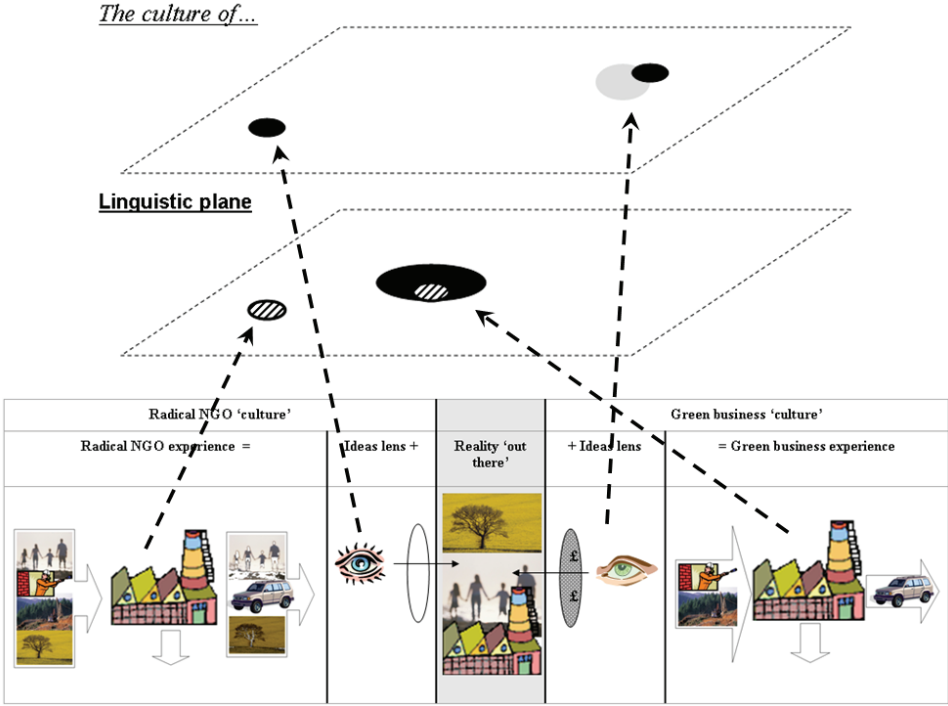 The culture of…
Linguistic plane
Radical NGO ‘culture’
Green business ‘culture’
Radical NGO experience =
Ideas lens +
Reality ‘out
there’
+ Ideas lens
= Green business experience
£
£